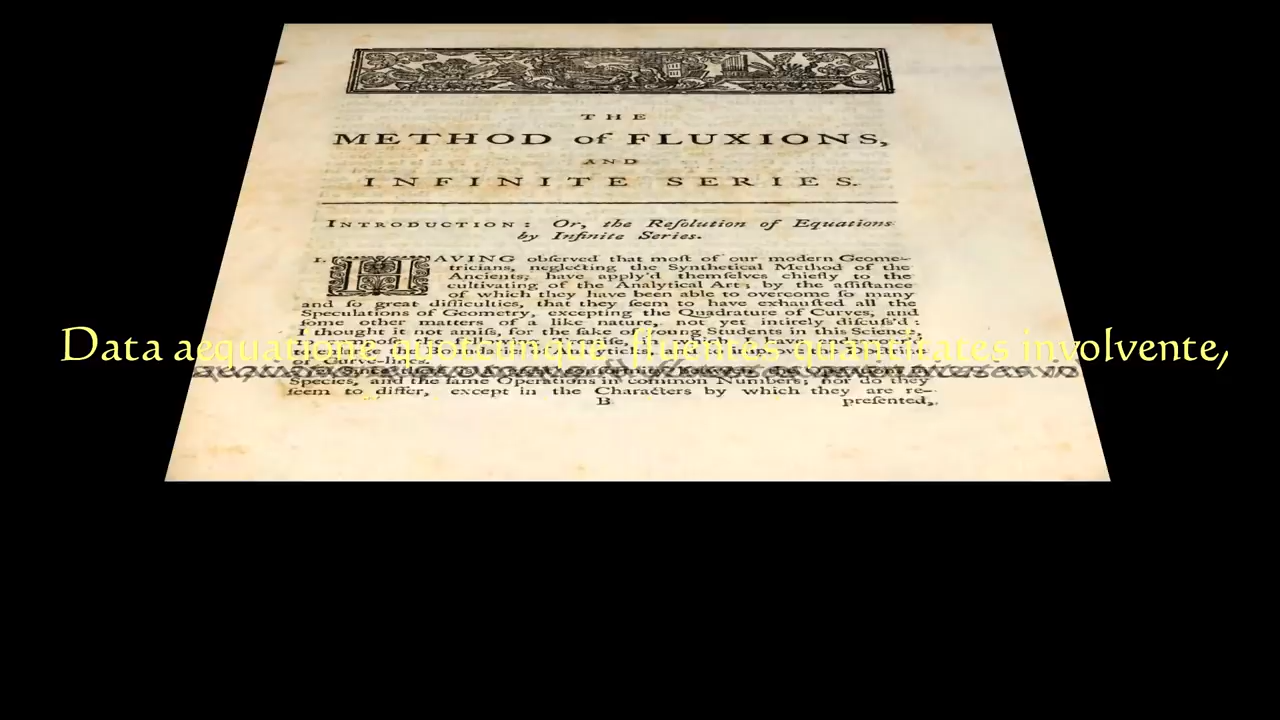 THE
METHOD of FLUXIONS,
AND
INFINITE SERIES.
INTRODUCTION: Or, the Reſolution of Equations
by Infinite Series.
1. HAVING obſerved that moſt of our modern Geome-
tricians, neglecting the Synthetical Method of the
Ancients, have apply'd themſelves chiefly to the
cultivating of the Analytical Art; by the aſſiſtance
of which they have been able to overcome ſo many
and ſo great difficulties, that they ſeem to have exhauſted all the
Speculations of Geometry, excepting the Quadrature of Curves, and
ſome other matters of a like nature, not yet intirely diſcuſs'd:
I thought it not amiſs, for the ſake of young Students in this Science,
Data aequatione quotcunque fluentes quantitates involvente,
of Curve-lines.
Species, and the ſame Operations in common Numbers; nor do they
ſeem to differ, except in the Characters by which they are re-
B preſented,